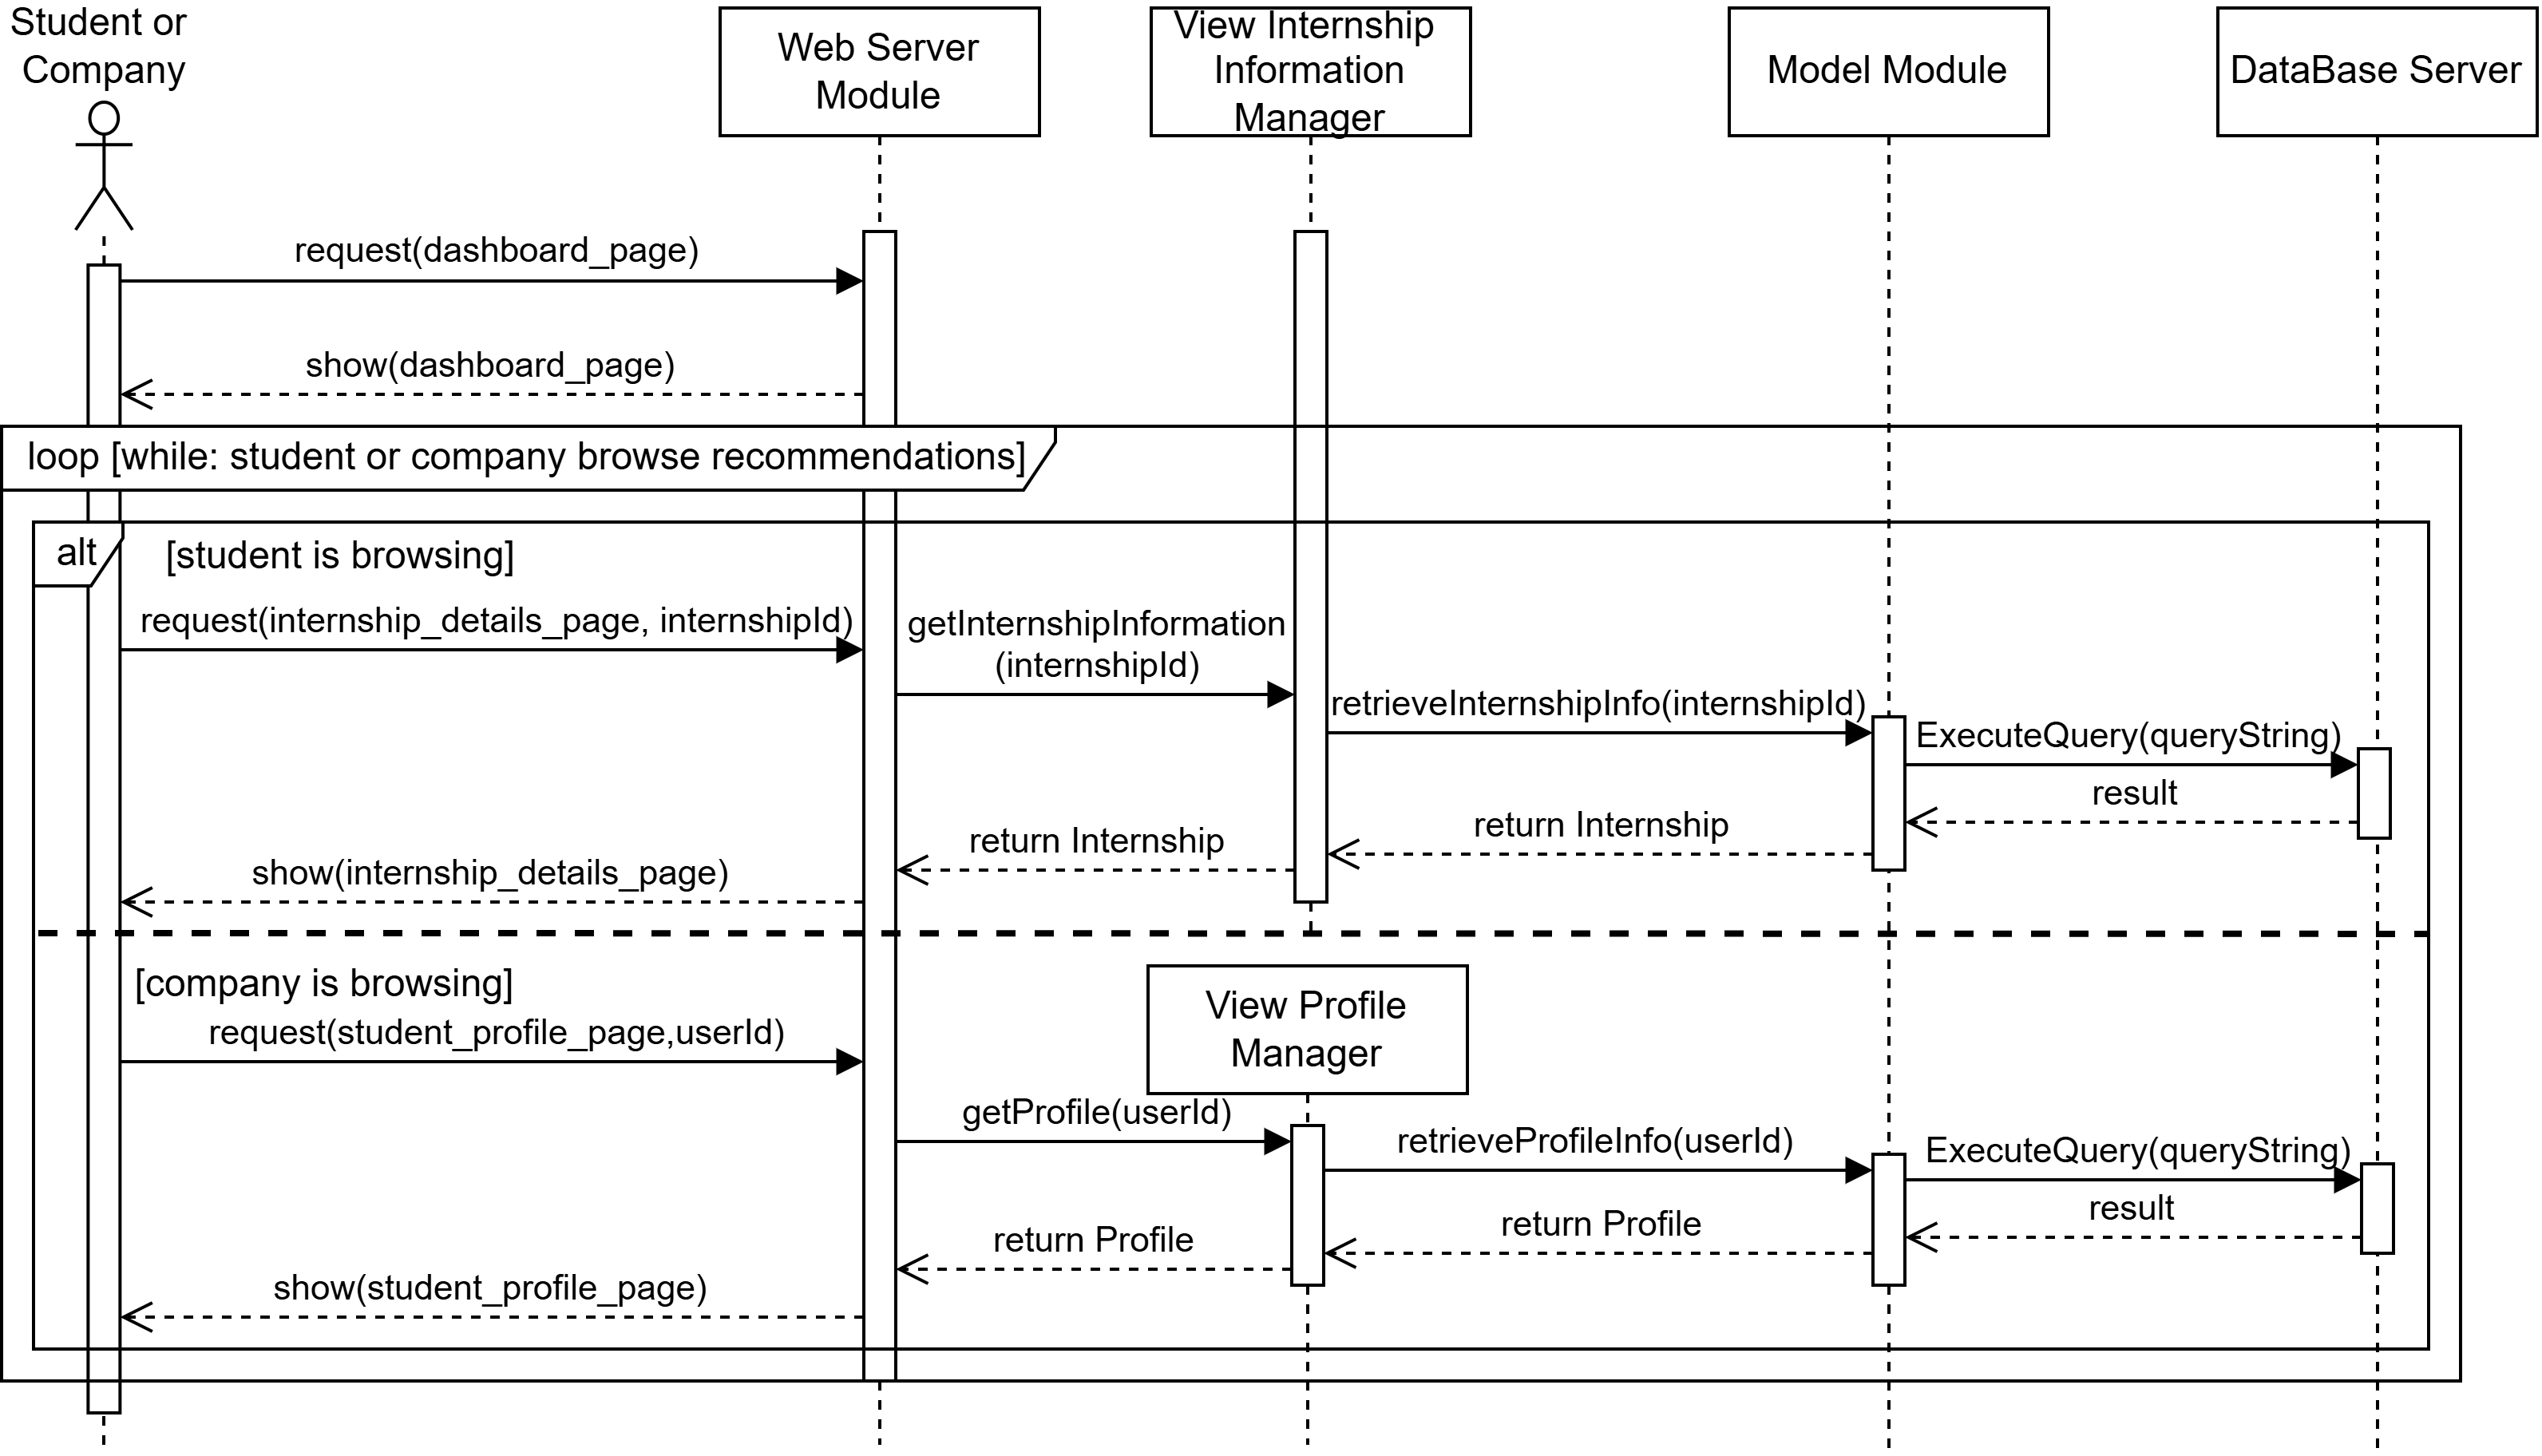 Student or
Company
Web Server
Module
View Internship
Information
Manager
Model Module
DataBase Server
request(dashboard_page)
show(dashboard_page)
loop [while: student or company browse recommendations]
alt
[student is browsing]
request(internship_details_page, internshipId)
getInternshipInformation
(internshipId)
retrieveInternshipInfo(internshipId)
ExecuteQuery(queryString)
result
return Internship
return Internship
show(internship_details_page)
[company is browsing]
request(student_profile_page,userId)
View Profile
Manager
getProfile(userId)
retrieveProfileInfo(userId)
ExecuteQuery(queryString)
result
return Profile
return Profile
show(student_profile_page)